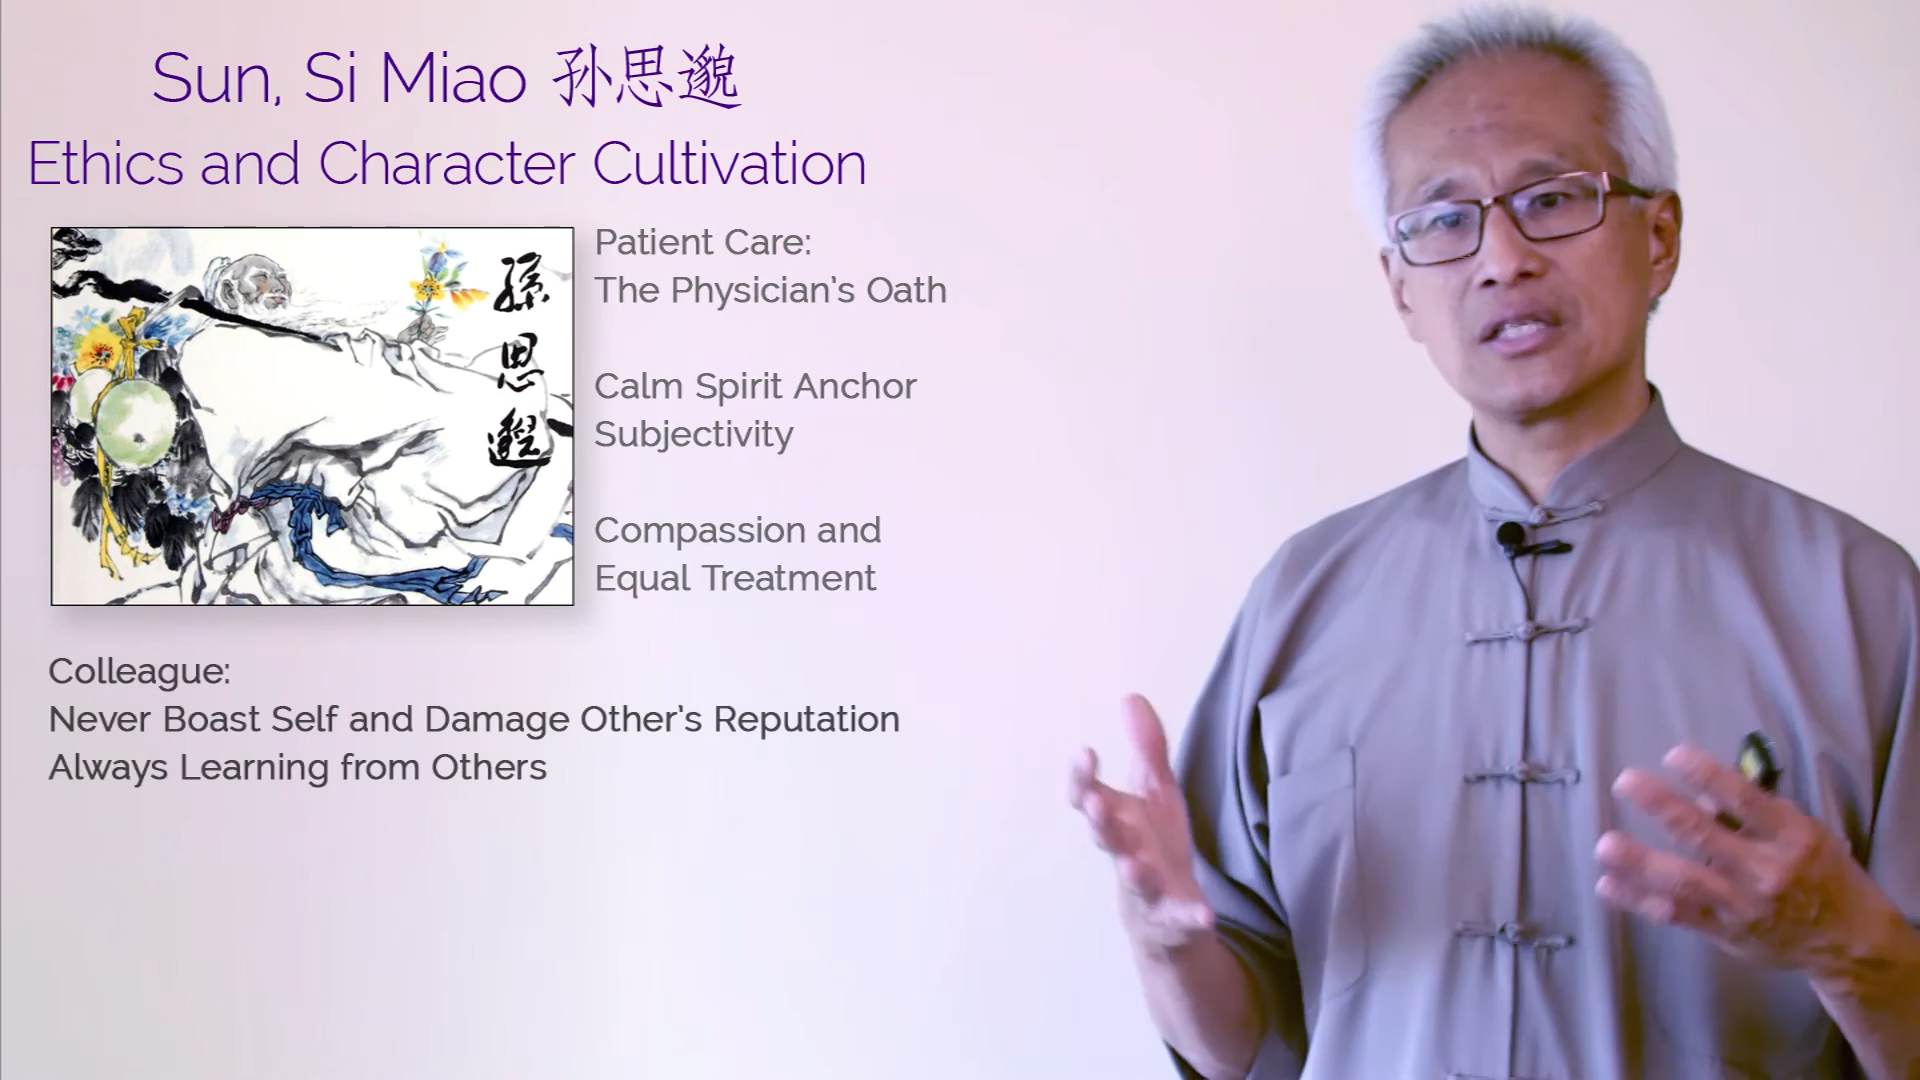 Sun, Si Miao 孙思邈
Ethics and Character Cultivation
孫
思
邈
Patient Care:
The Physician's Oath
Calm Spirit Anchor
Subjectivity
Compassion and
Equal Treatment
Colleague:
Never Boast Self and Damage Other's Reputation
Always Learning from Others